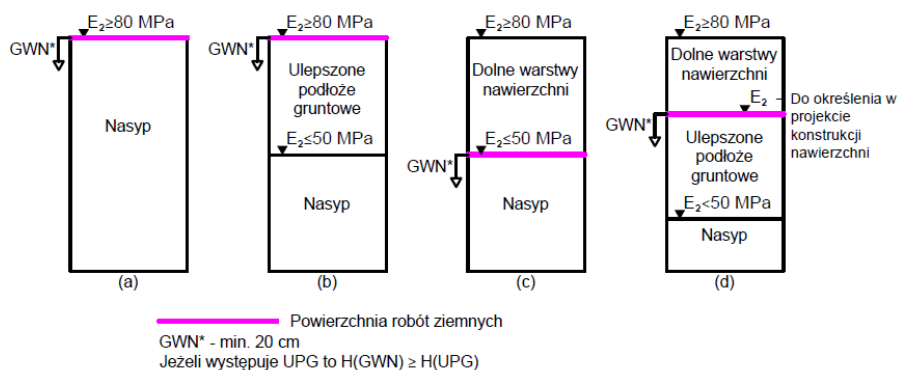 E₂≥80 MPa
GWN*
Nasyp
(a)
E₂≥80 MPa
GWN*
Ulepszone
podłoże
gruntowe
E₂≤50 MPa
Nasyp
(b)
E₂≥80 MPa
Dolne warstwy
nawierzchni
E₂≤50 MPa
GWN*
Nasyp
(c)
E₂≥80 MPa
Dolne warstwy
nawierzchni
E₂ – Do określenia w
projekcie
konstrukcji
nawierzchni
GWN*
Ulepszone
podłoże
gruntowe
E₂<50 MPa
Nasyp
(d)
Powierzchnia robót ziemnych
GWN* - min. 20 cm
Jeżeli występuje UPG to H(GWN) ≥ H(UPG)